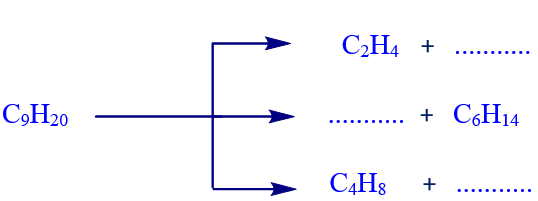 C₂H₄ + ...........
C₉H₂₀ ........... + C₆H₁₄
C₄H₈ + ...........